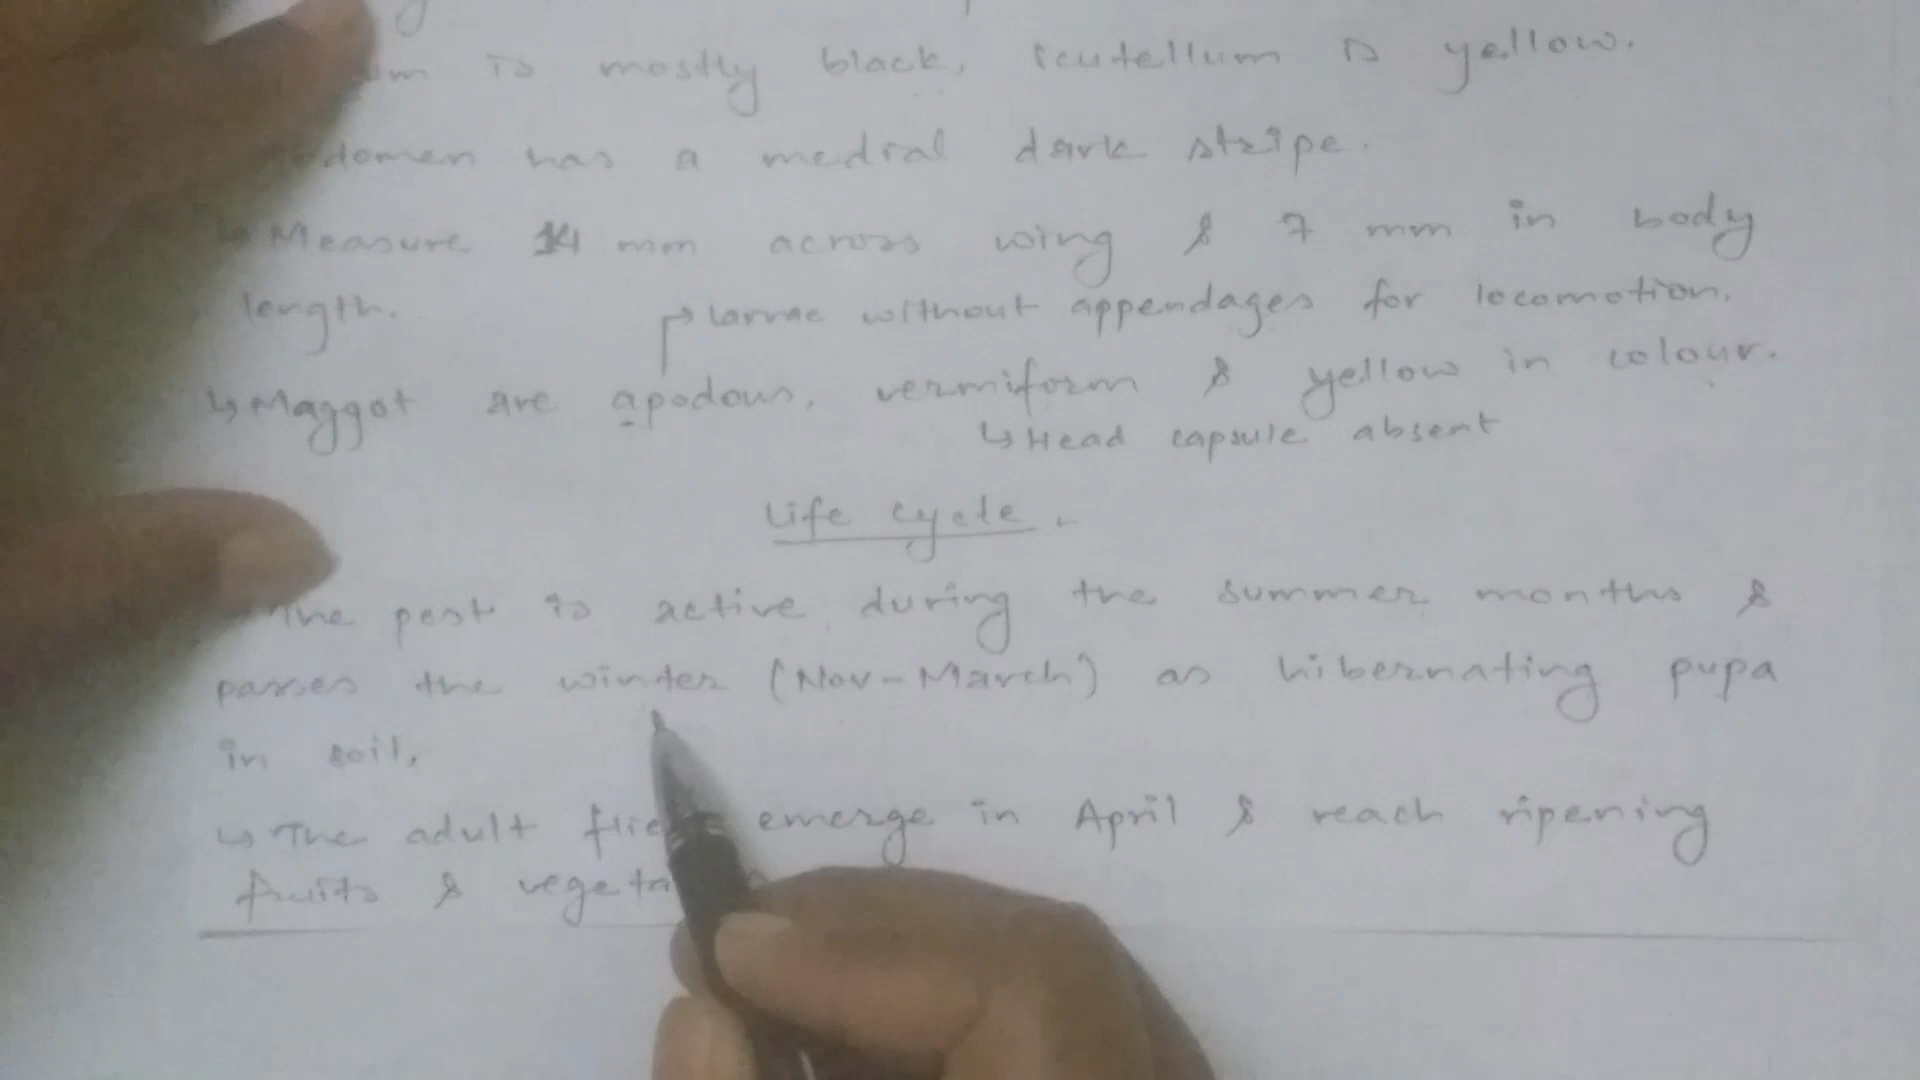 is mostly black, scutellum is yellow.
has a medial dark stripe.
↳ Measure 14 mm across wing & 7 mm in body
length.
↱ larvae without appendages for locomotion.
↳ Maggot are apodous, vermiform & yellow in colour.
↳ Head capsule absent
Life cycle.
The pest is active during the summer months &
passes the winter (Nov-March) as hibernating pupa
in soil.
↳ The adult flies emerge in April & reach ripening
fruits &